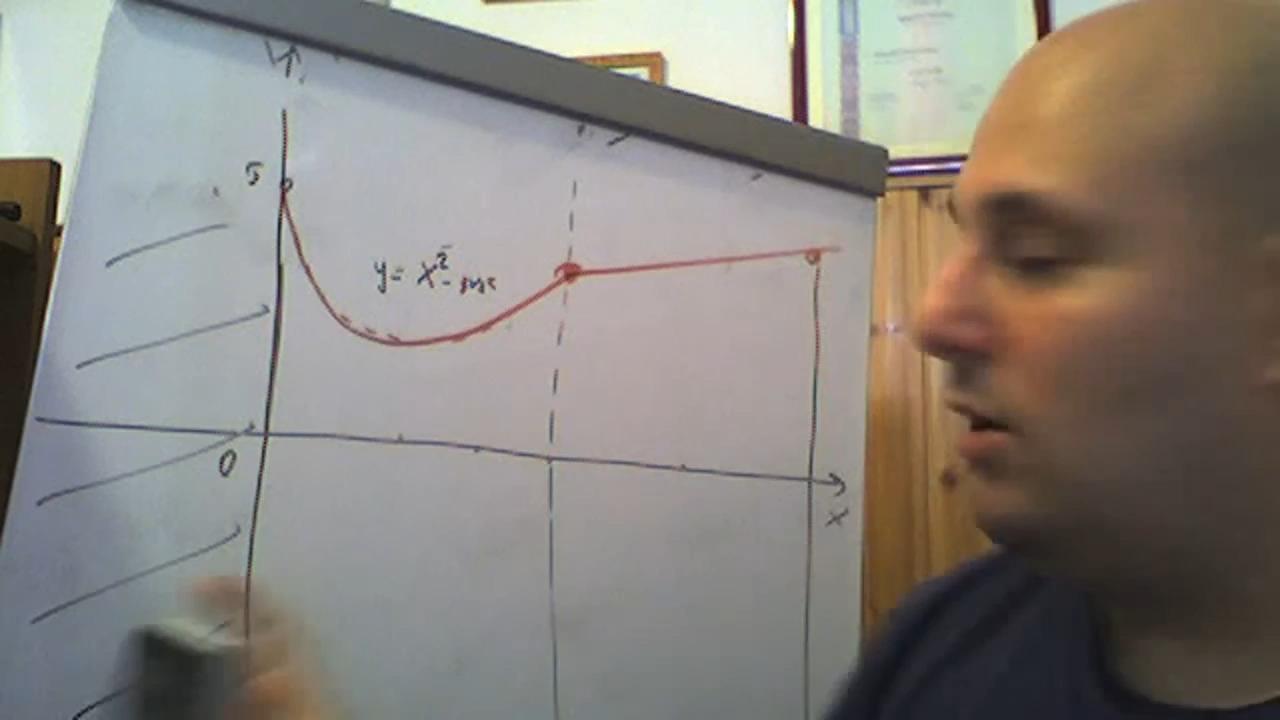 y
5
y = x² -
0
x